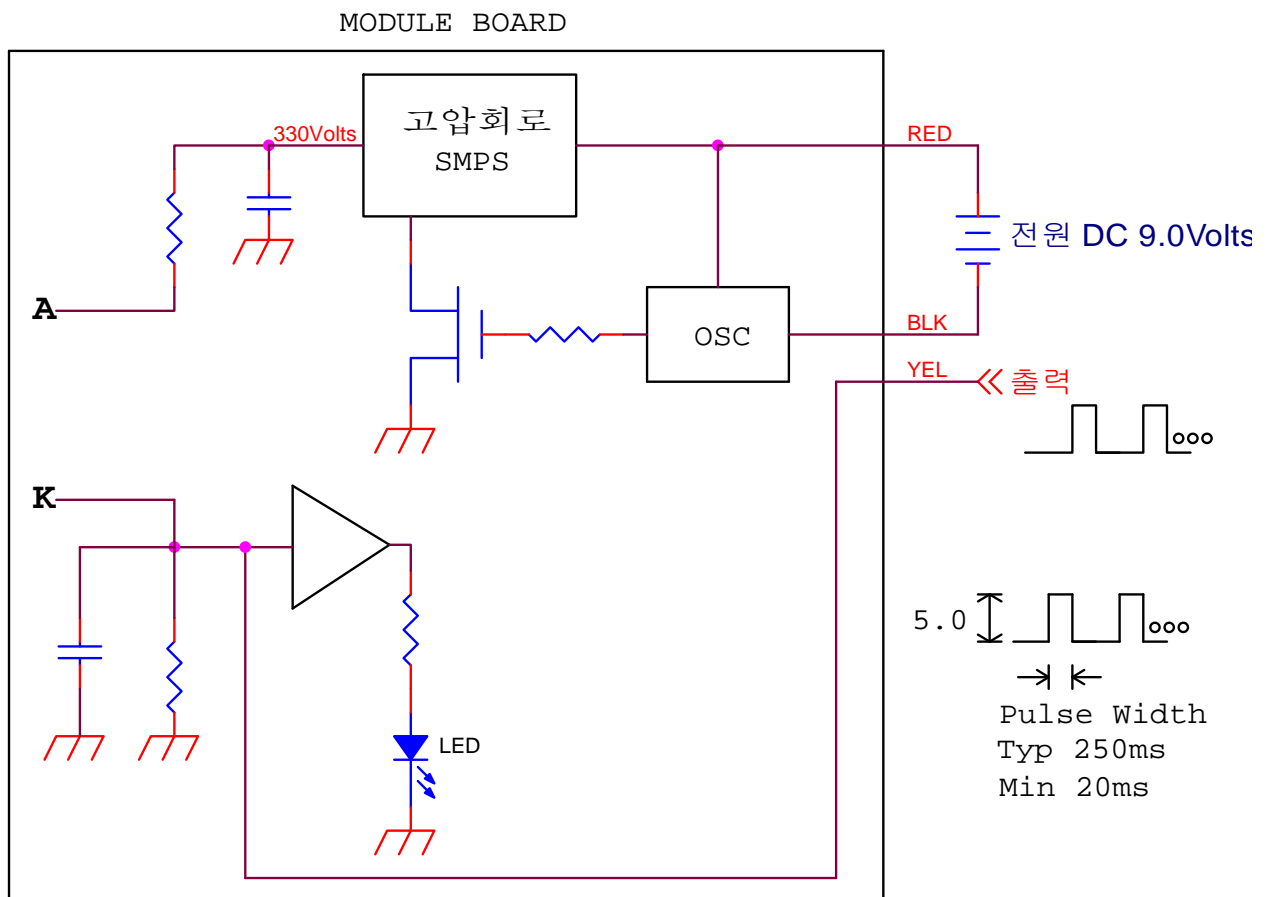 MODULE BOARD
고압회로
SMPS
330Volts
RED
전원 DC 9.0Volts
A
OSC
BLK
YEL
출력
K
5.0
LED
Pulse Width
Typ 250ms
Min 20ms